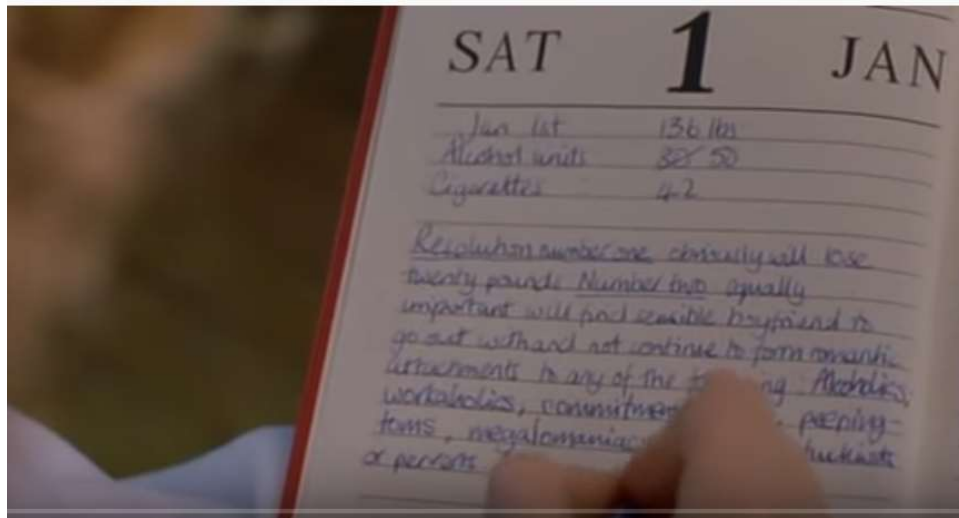 SAT 1 JAN
Jan 1st 136 lbs
Alcohol units 50
Cigarettes 42
Resolution number one obviously will lose
twenty pounds Number two equally
important will find sensible boyfriend to
go out with and not continue to form romantic
attachments to any of the ing: Alcoholics,
workaholics, peeping-
toms,
or perverts